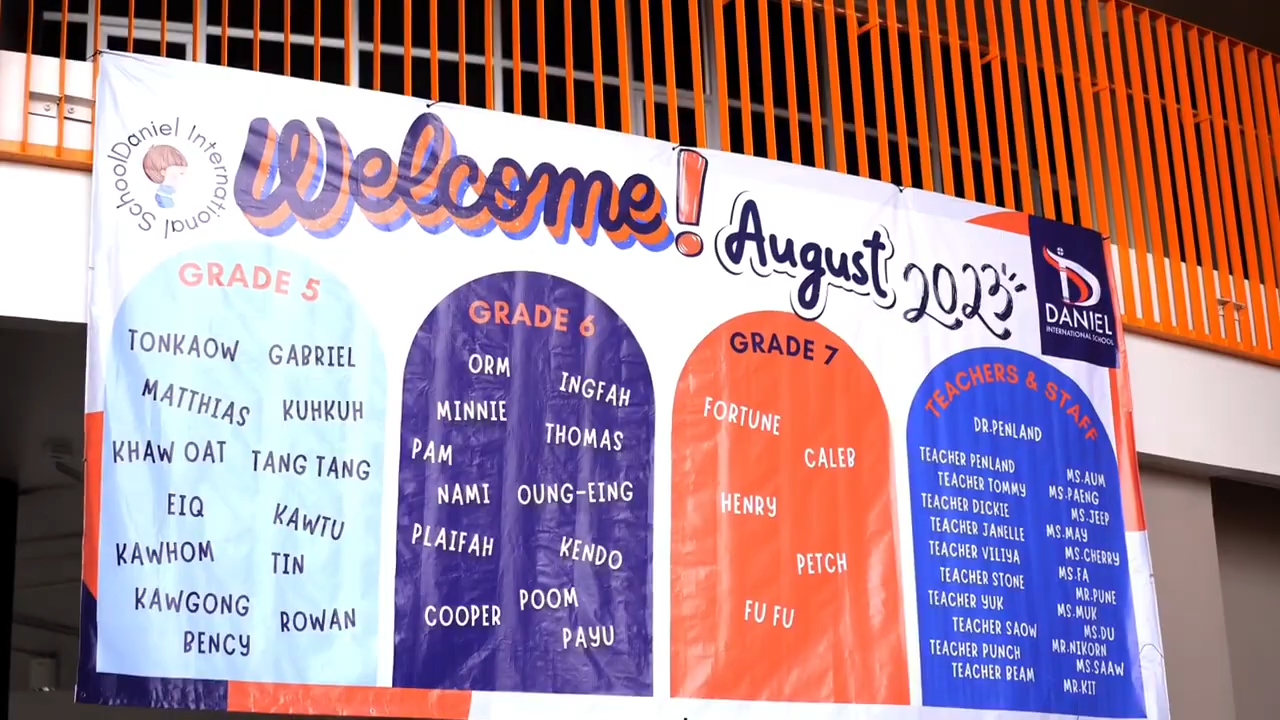 Daniel International School
Welcome! August 2023
DANIEL
INTERNATIONAL SCHOOL
GRADE 5
TONKAOW GABRIEL
MATTHIAS KUHKUH
KHAW OAT TANG TANG
EIQ KAWTU
KAWHOM TIN
KAWGONG ROWAN
BENCY
GRADE 6
ORM INGFAH
MINNIE THOMAS
PAM
NAMI OUNG-EING
PLAIFAH KENDO
COOPER POOM
PAYU
GRADE 7
FORTUNE
CALEB
HENRY
PETCH
FU FU
TEACHERS & STAFF
DR.PENLAND
TEACHER PENLAND MS.AUM
TEACHER TOMMY MS.PAENG
TEACHER DICKIE MS.JEEP
TEACHER JANELLE MS.MAY
TEACHER VILIYA MS.CHERRY
TEACHER STONE MS.FA
TEACHER YUK MR.PUNE
MS.MUK
TEACHER SAOW MS.DU
TEACHER PUNCH MR.NIKORN
TEACHER BEAM MS.SAAW
MR.KIT